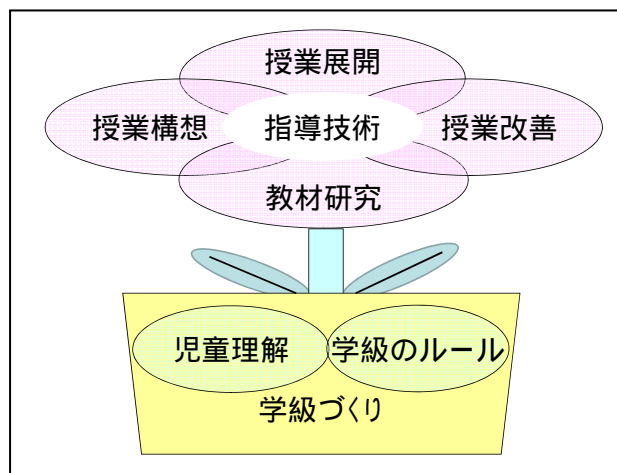 授業展開
授業構想
指導技術
授業改善
教材研究
児童理解
学級のルール
学級づくり